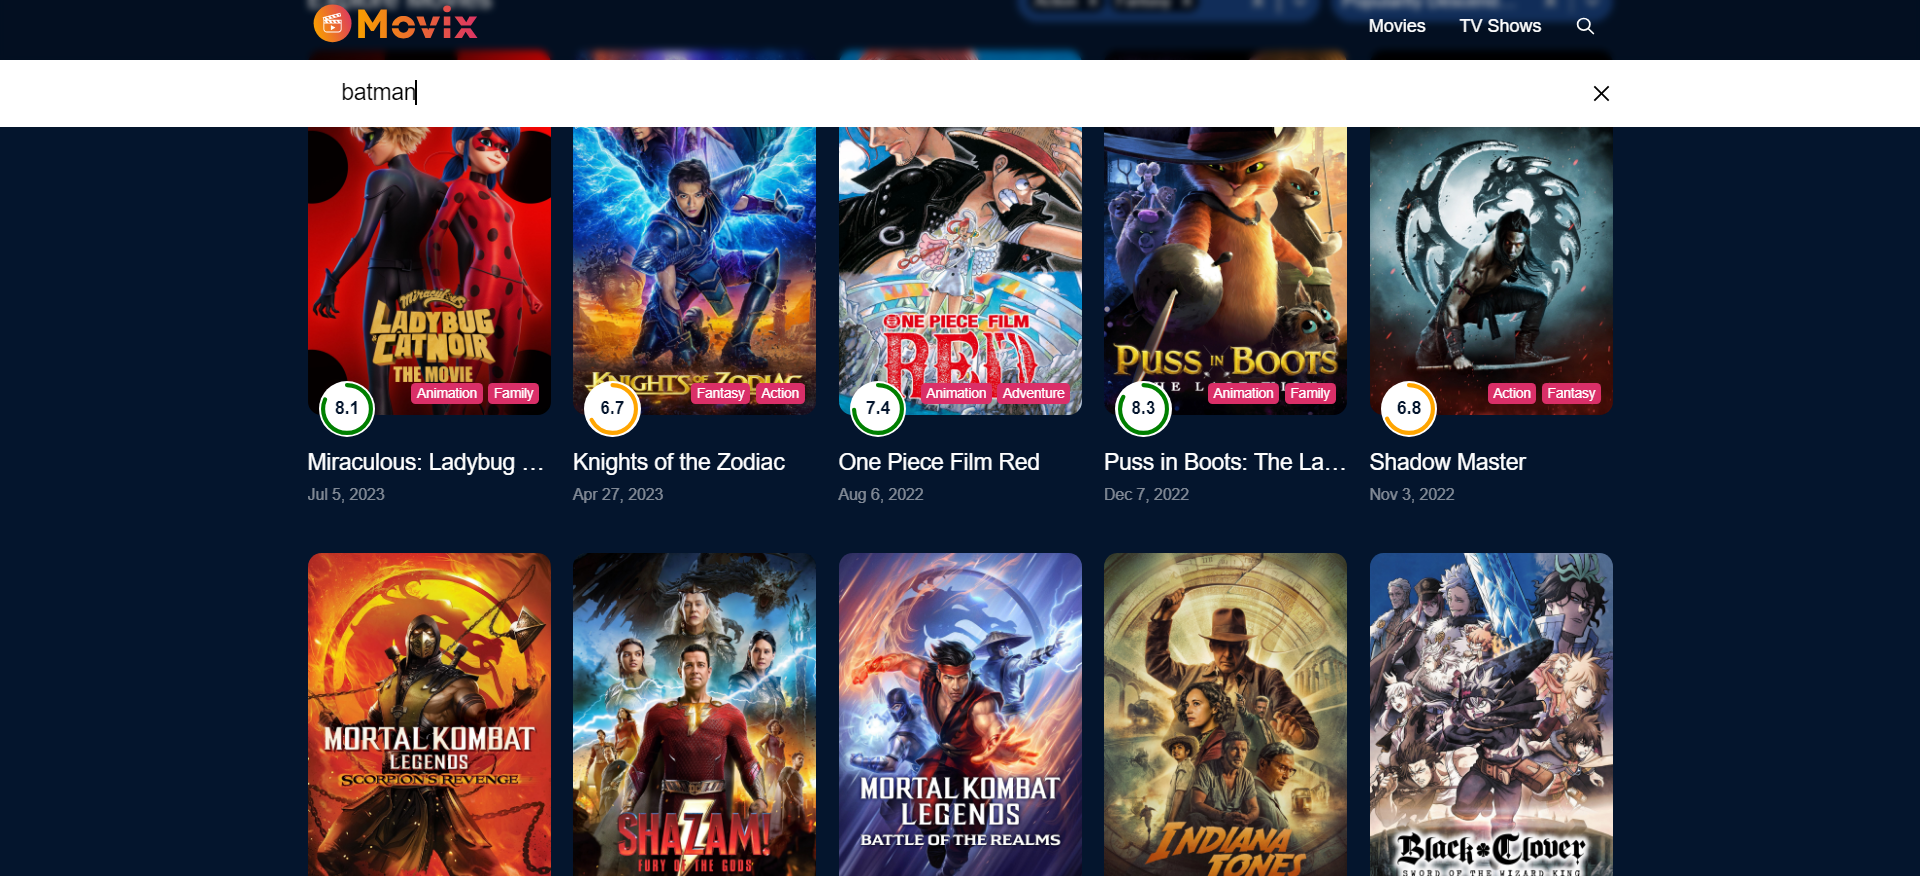 Movix
Movies
TV Shows
batman
Miraculous
LADYBUG
& CATNOIR
THE MOVIE
8.1
Animation
Family
Miraculous: Ladybug ...
Jul 5, 2023
KNIGHTS OF ZODIAC
6.7
Fantasy
Action
Knights of the Zodiac
Apr 27, 2023
ONE PIECE FILM
RED
7.4
Animation
Adventure
One Piece Film Red
Aug 6, 2022
PUSS IN BOOTS
8.3
Animation
Family
Puss in Boots: The La...
Dec 7, 2022
6.8
Action
Fantasy
Shadow Master
Nov 3, 2022
MORTAL KOMBAT
LEGENDS
SCORPION'S REVENGE
SHAZAM!
FURY OF THE GODS
MORTAL KOMBAT
LEGENDS
BATTLE OF THE REALMS
INDIANA
JONES
Black Clover
SWORD OF THE WIZARD KING